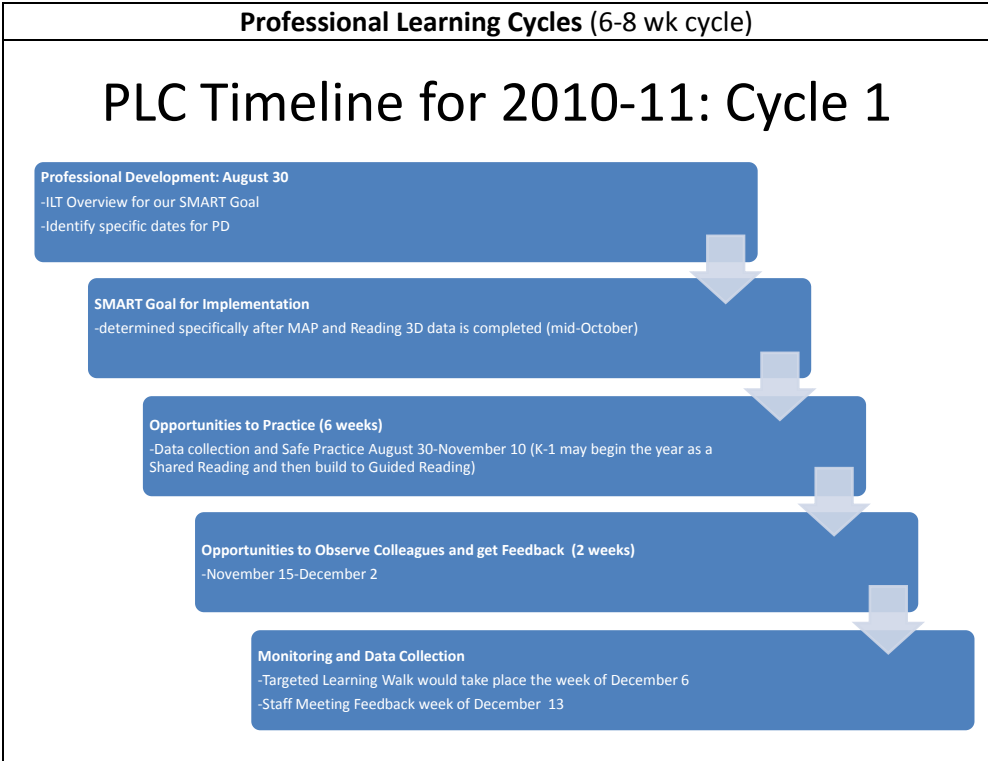 Professional Learning Cycles (6-8 wk cycle)
PLC Timeline for 2010-11: Cycle 1
Professional Development: August 30
-ILT Overview for our SMART Goal
-Identify specific dates for PD
SMART Goal for Implementation
-determined specifically after MAP and Reading 3D data is completed (mid-October)
Opportunities to Practice (6 weeks)
-Data collection and Safe Practice August 30-November 10 (K-1 may begin the year as a
Shared Reading and then build to Guided Reading)
Opportunities to Observe Colleagues and get Feedback (2 weeks)
-November 15-December 2
Monitoring and Data Collection
-Targeted Learning Walk would take place the week of December 6
-Staff Meeting Feedback week of December 13